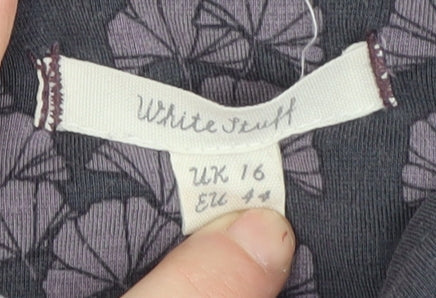 White Stuff
UK 16
EU 44